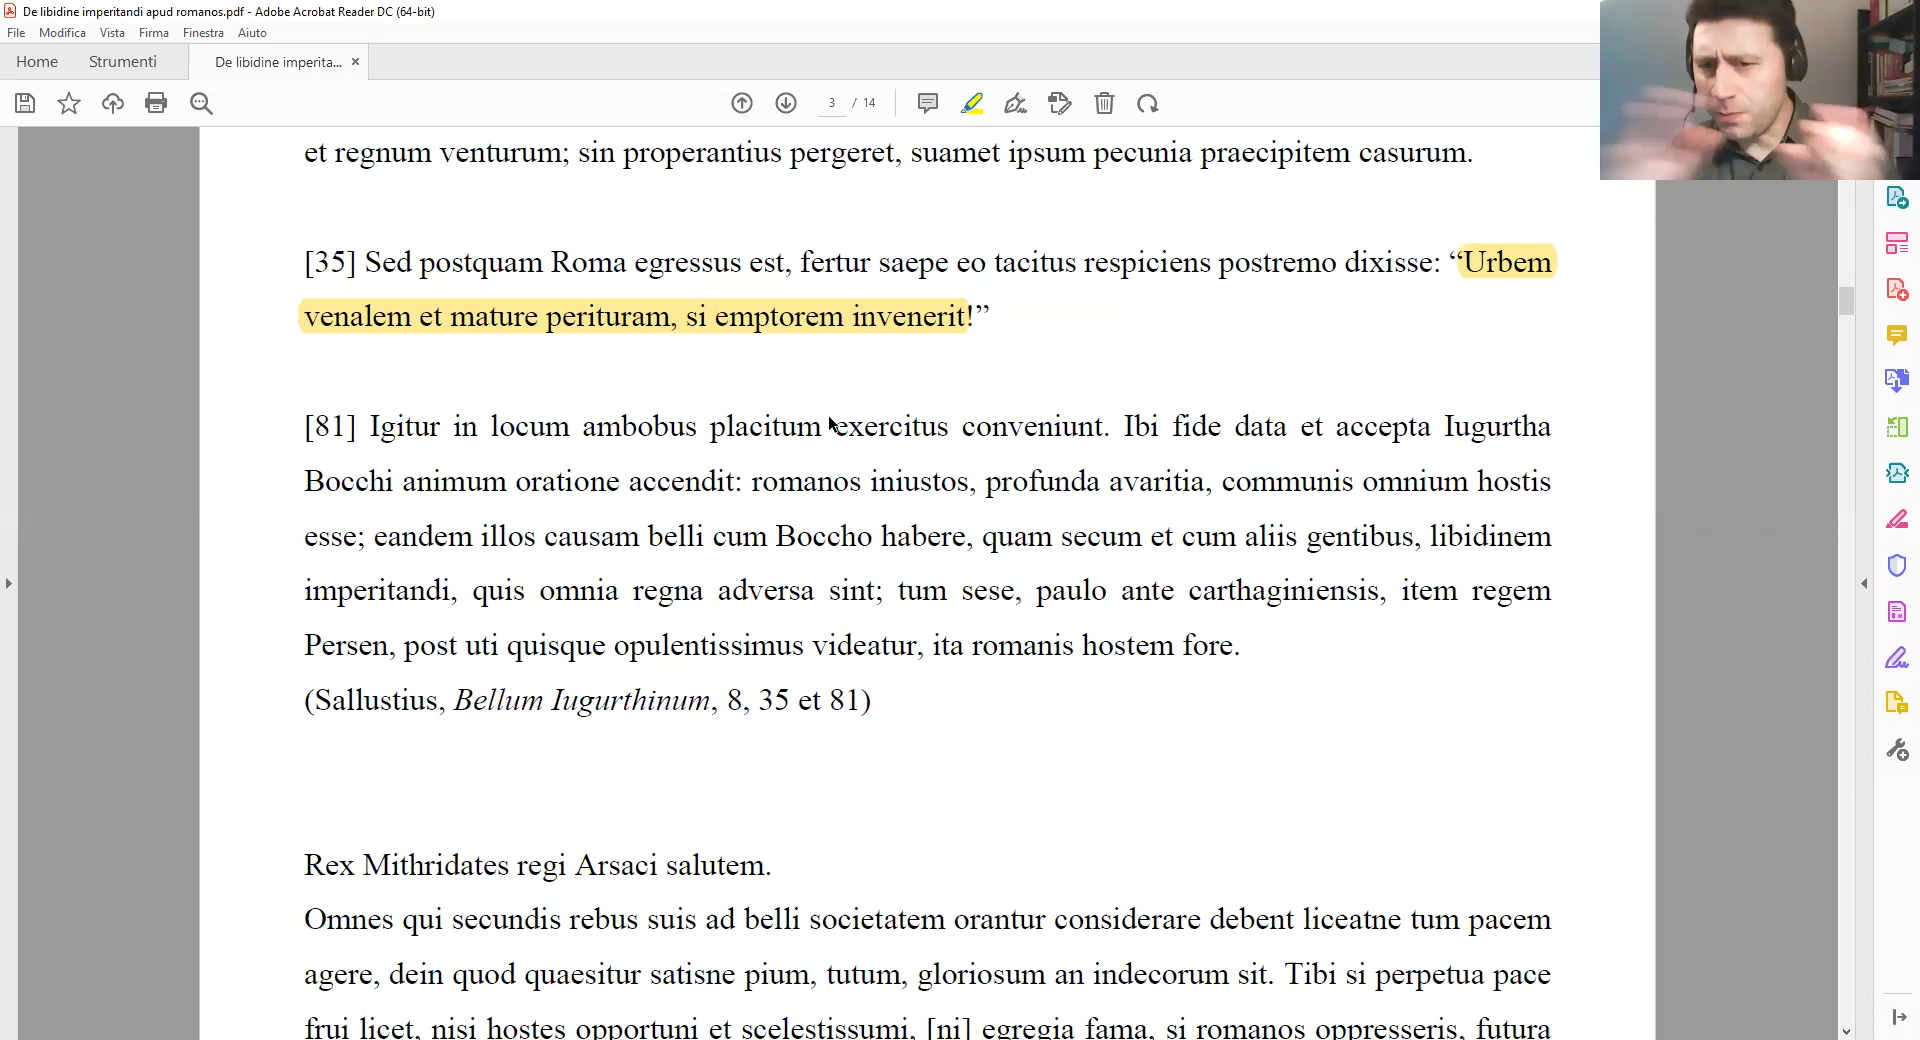 De libidine imperitandi apud romanos.pdf - Adobe Acrobat Reader DC (64-bit)
File Modifica Vista Firma Finestra Aiuto
Home Strumenti De libidine imperita... ×
3 / 14
et regnum venturum; sin properantius pergeret, suamet ipsum pecunia praecipitem casurum.
[35] Sed postquam Roma egressus est, fertur saepe eo tacitus respiciens postremo dixisse: “Urbem
venalem et mature perituram, si emptorem invenerit!”
[81] Igitur in locum ambobus placitum exercitus conveniunt. Ibi fide data et accepta Iugurtha
Bocchi animum oratione accendit: romanos iniustos, profunda avaritia, communis omnium hostis
esse; eandem illos causam belli cum Boccho habere, quam secum et cum aliis gentibus, libidinem
imperitandi, quis omnia regna adversa sint; tum sese, paulo ante carthaginiensis, item regem
Persen, post uti quisque opulentissimus videatur, ita romanis hostem fore.
(Sallustius, Bellum Iugurthinum, 8, 35 et 81)
Rex Mithridates regi Arsaci salutem.
Omnes qui secundis rebus suis ad belli societatem orantur considerare debent liceatne tum pacem
agere, dein quod quaesitur satisne pium, tutum, gloriosum an indecorum sit. Tibi si perpetua pace
frui licet, nisi hostes opportuni et scelestissumi, [ni] egregia fama, si romanos oppresseris, futura